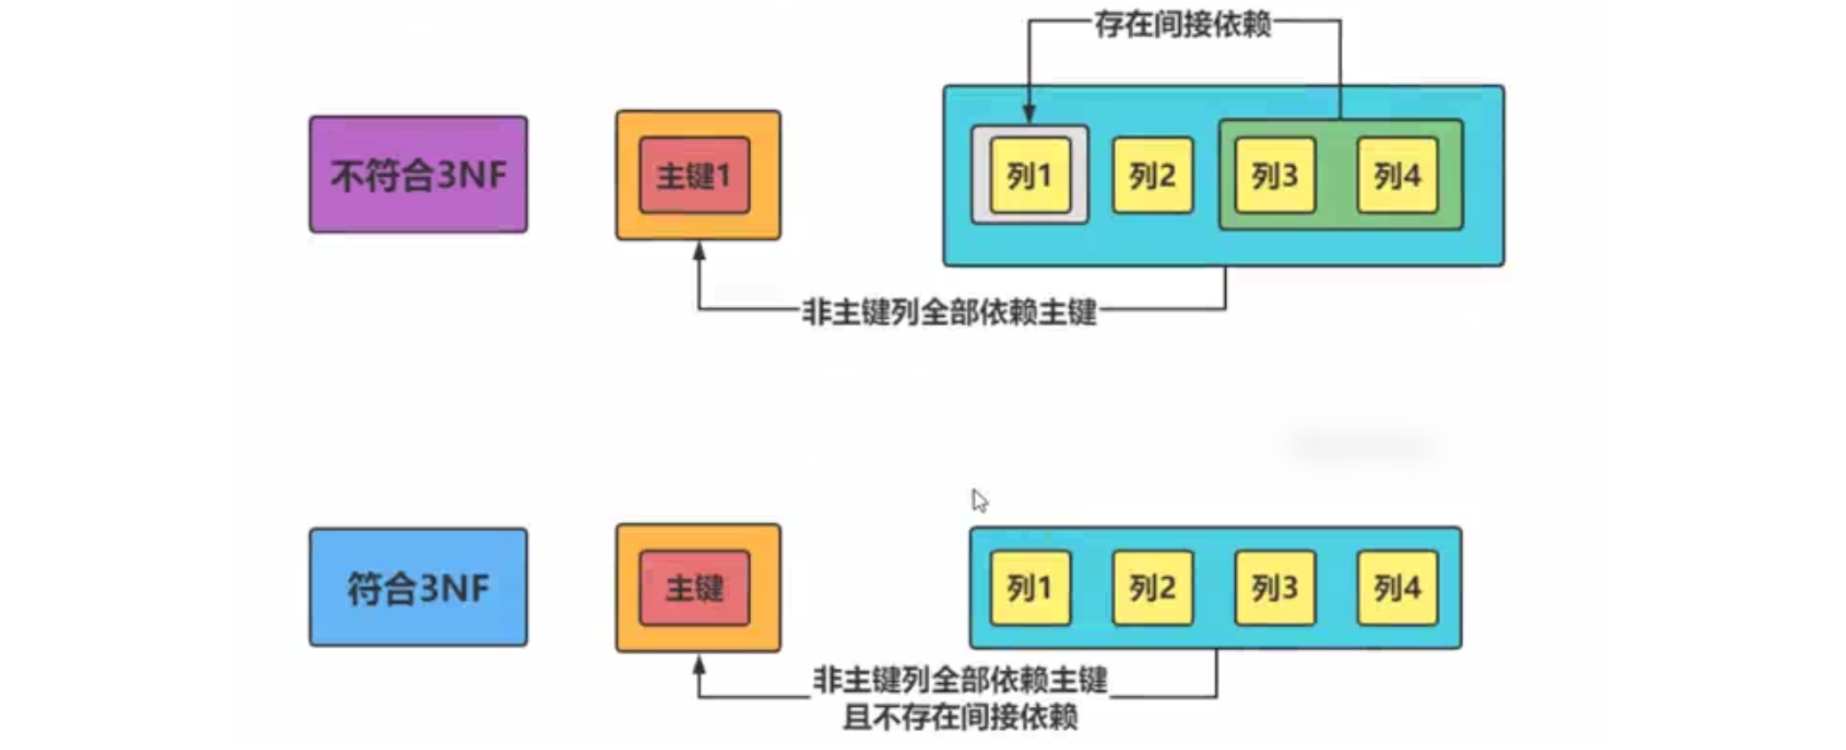 存在间接依赖
不符合3NF
主键1
列1
列2
列3
列4
非主键列全部依赖主键
符合3NF
主键
列1
列2
列3
列4
非主键列全部依赖主键
且不存在间接依赖